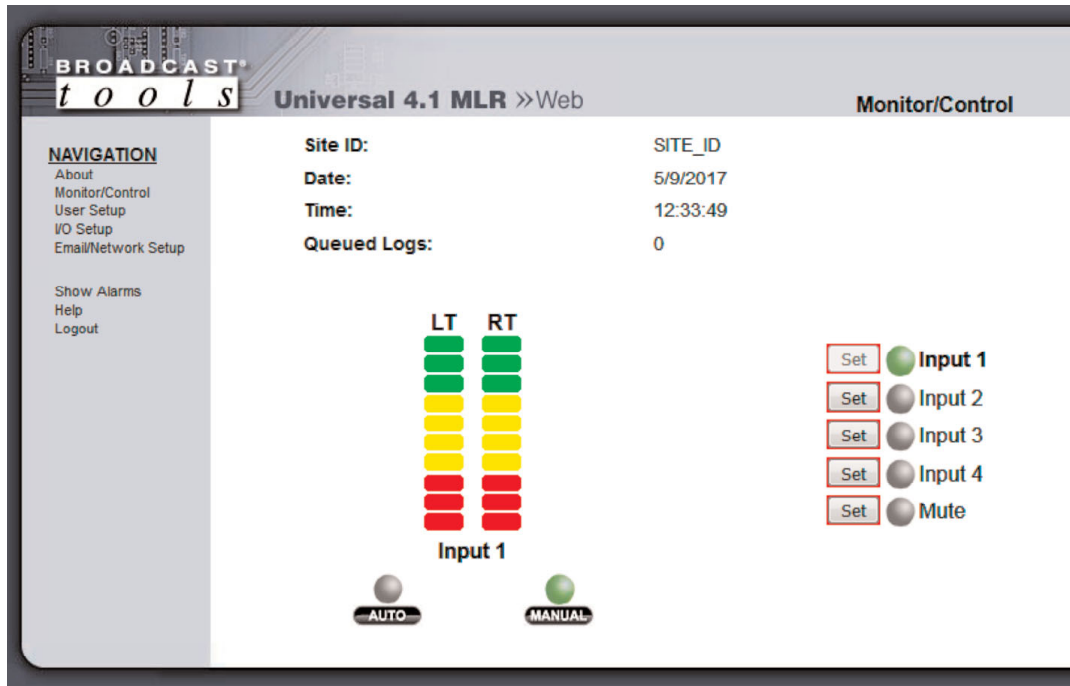 BROADCAST®
tools
Universal 4.1 MLR »Web
Monitor/Control
NAVIGATION
About
Monitor/Control
User Setup
I/O Setup
Email/Network Setup
Show Alarms
Help
Logout
Site ID: SITE_ID
Date: 5/9/2017
Time: 12:33:49
Queued Logs: 0
LT RT
Input 1
AUTO MANUAL
Set Input 1
Set Input 2
Set Input 3
Set Input 4
Set Mute